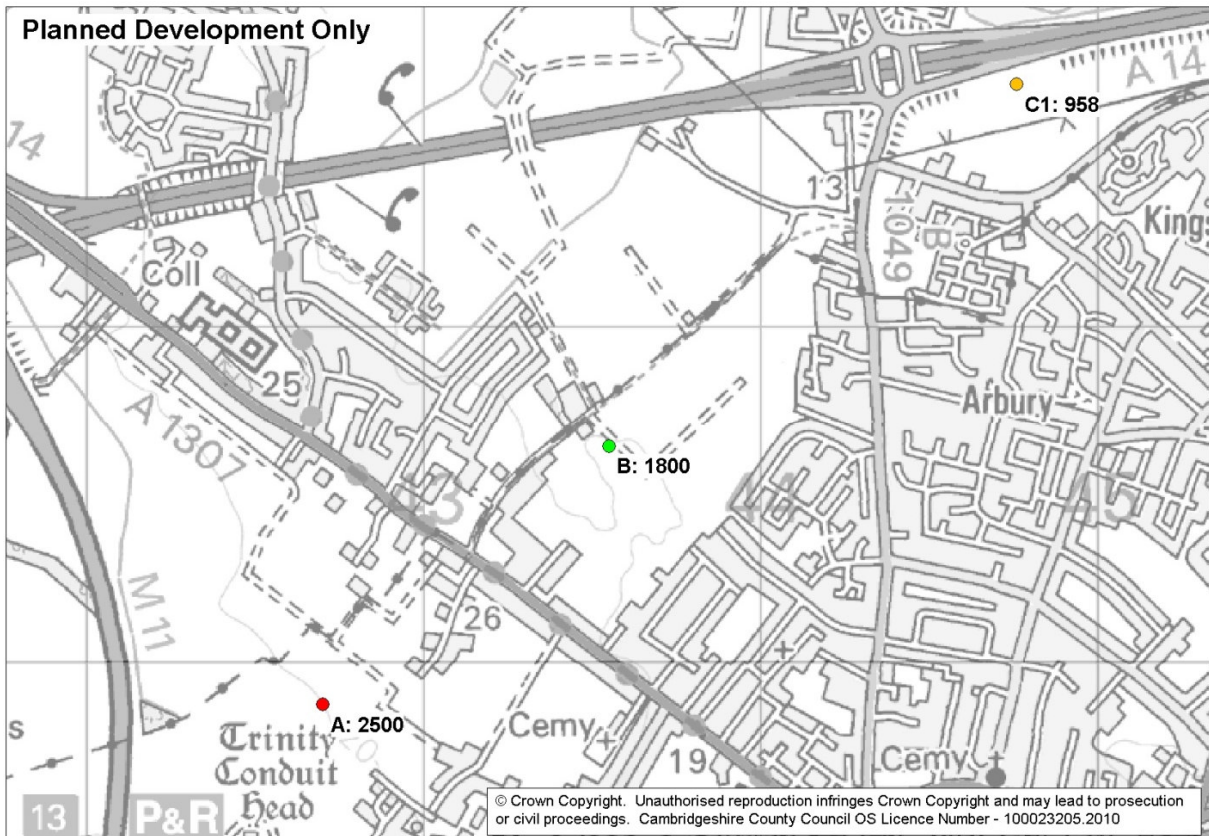 Planned Development Only
A 14
C1: 958
14
13
B
1049
Kings
Coll
25
A 1307
Arbury
B: 1800
43
44
45
M 11
26
A: 2500
s
Trinity
Conduit
Head
20
Cemy
19
Cemy
13
P&R
© Crown Copyright. Unauthorised reproduction infringes Crown Copyright and may lead to prosecution
or civil proceedings. Cambridgeshire County Council OS Licence Number - 100023205.2010